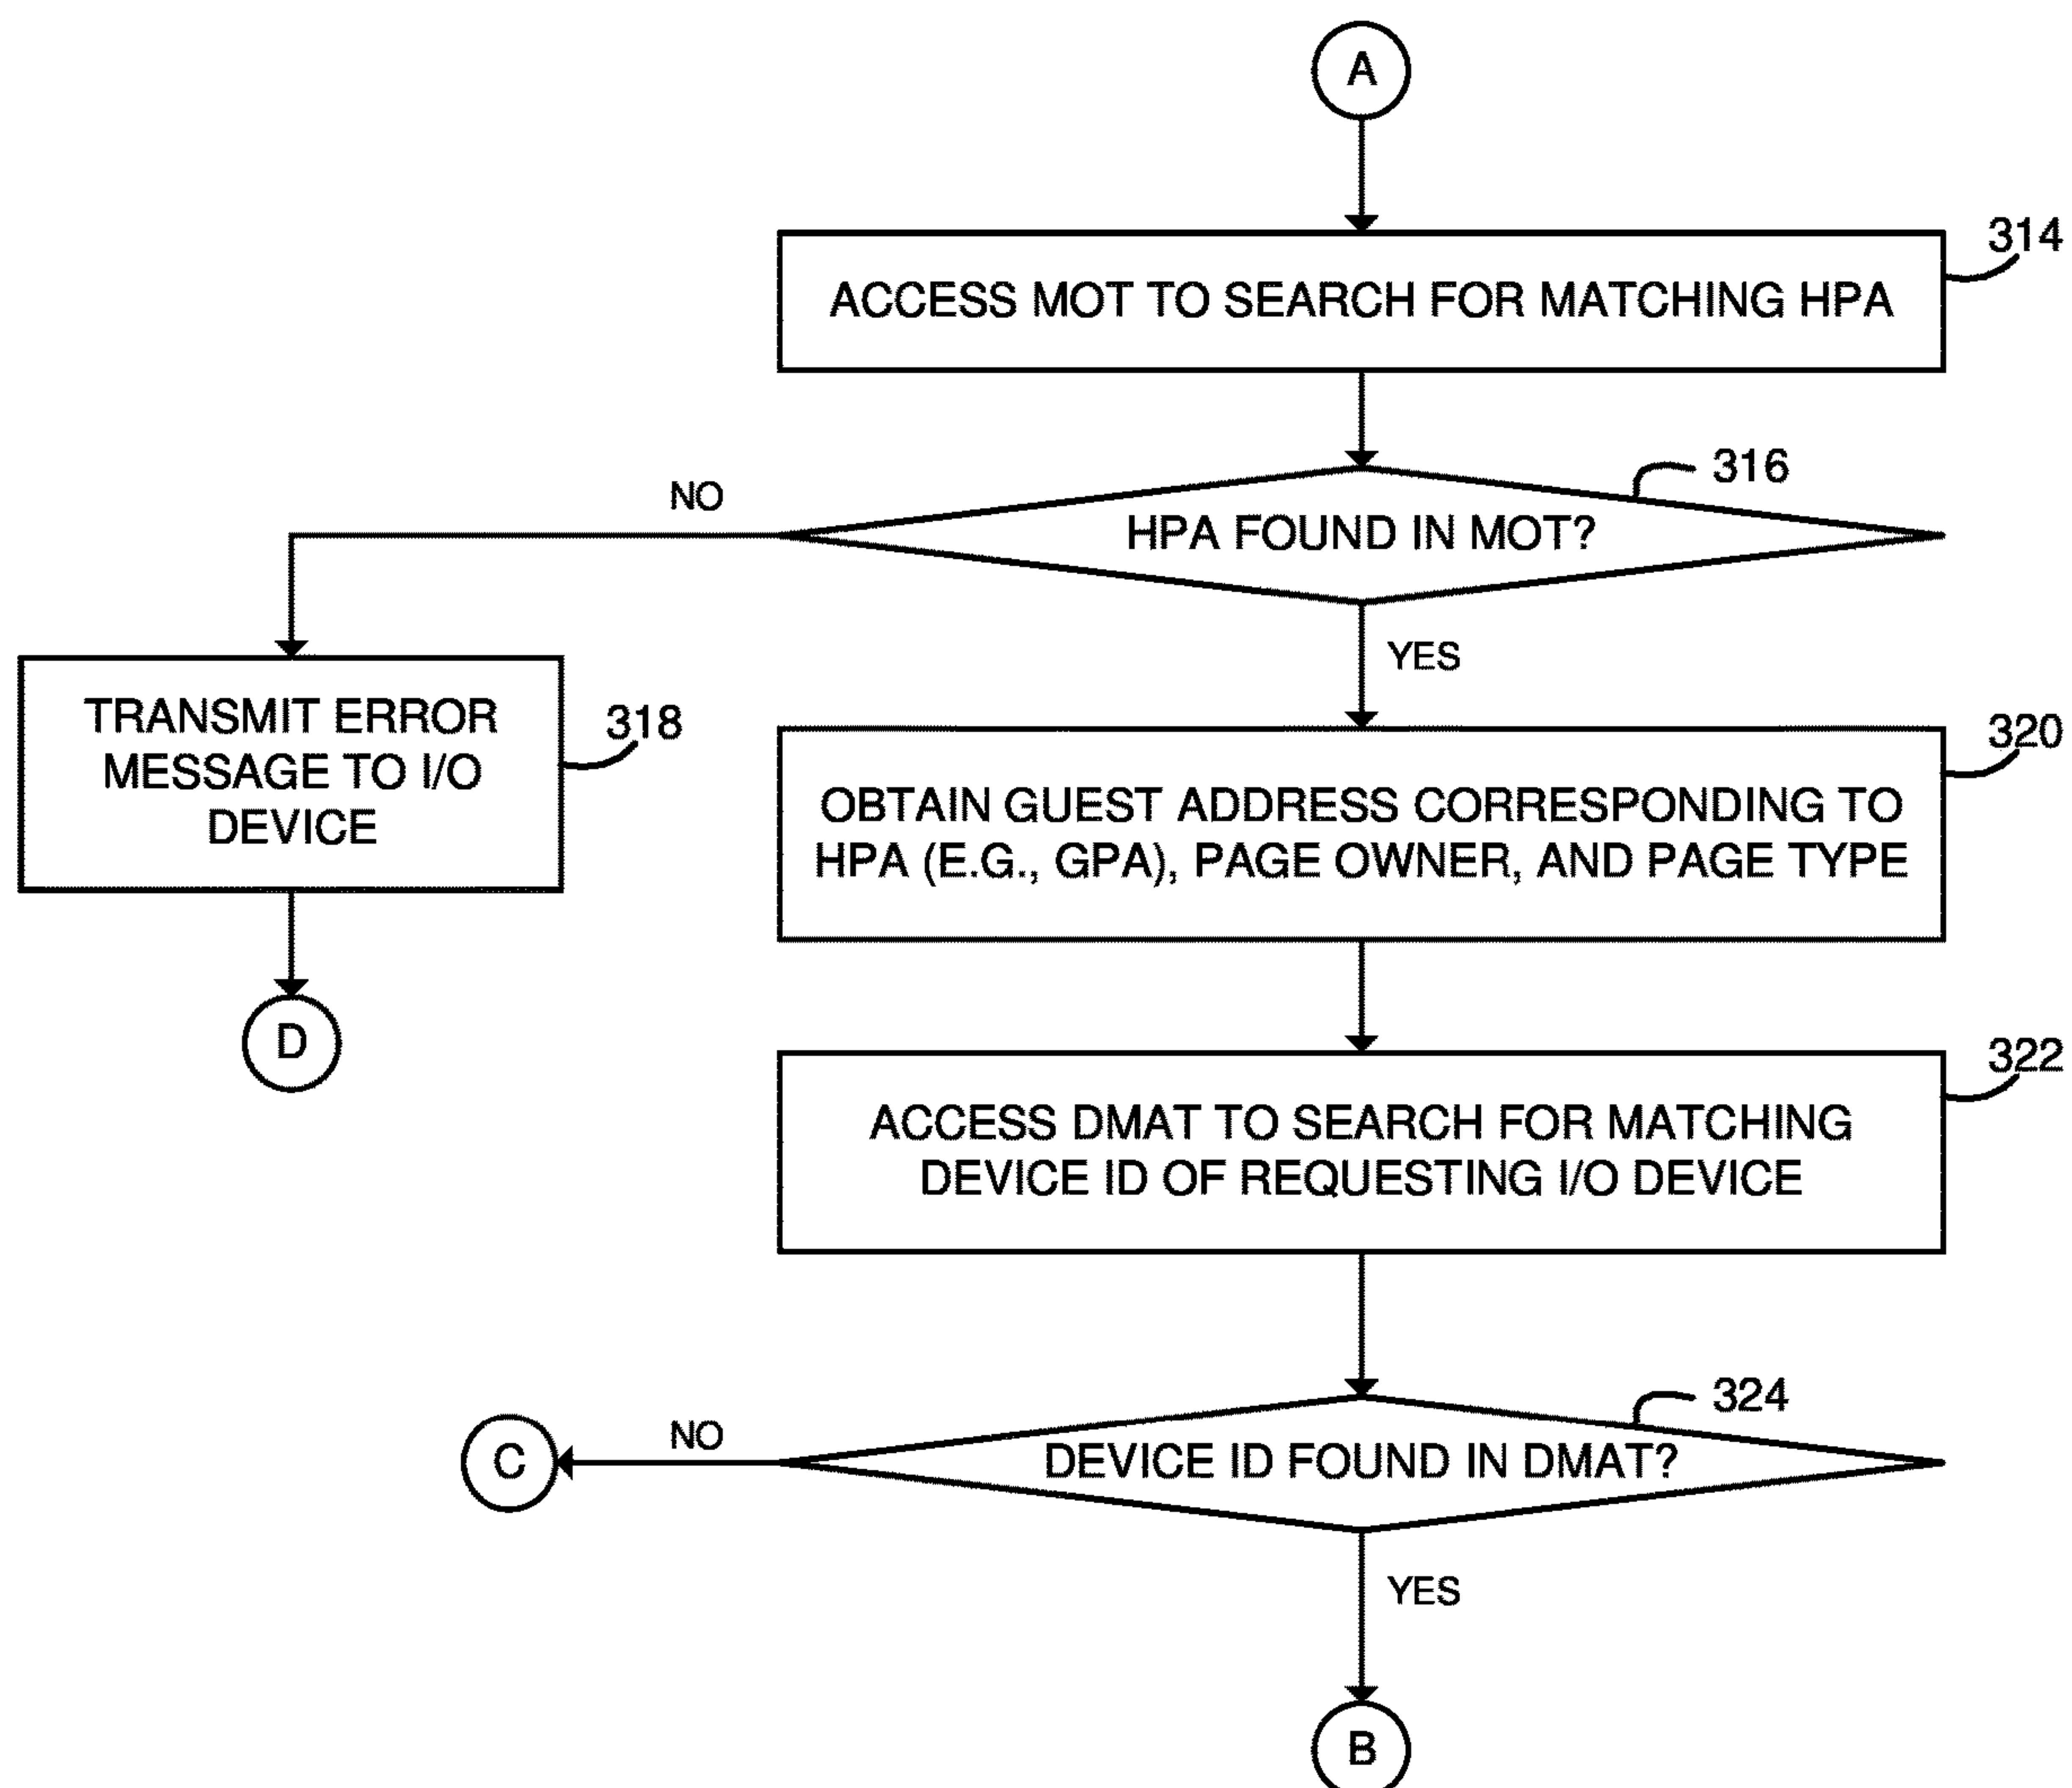 A
314
ACCESS MOT TO SEARCH FOR MATCHING HPA
316
NO
HPA FOUND IN MOT?
YES
TRANSMIT ERROR
MESSAGE TO I/O
DEVICE
318
320
OBTAIN GUEST ADDRESS CORRESPONDING TO
HPA (E.G., GPA), PAGE OWNER, AND PAGE TYPE
D
322
ACCESS DMAT TO SEARCH FOR MATCHING
DEVICE ID OF REQUESTING I/O DEVICE
324
NO
C
DEVICE ID FOUND IN DMAT?
YES
B